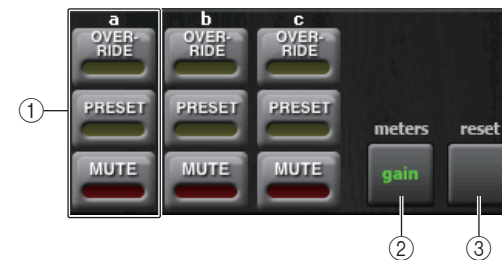 a b c
OVER-
RIDE
OVER-
RIDE
OVER-
RIDE
PRESET PRESET PRESET
meters reset
MUTE MUTE MUTE
gain
①
②
③